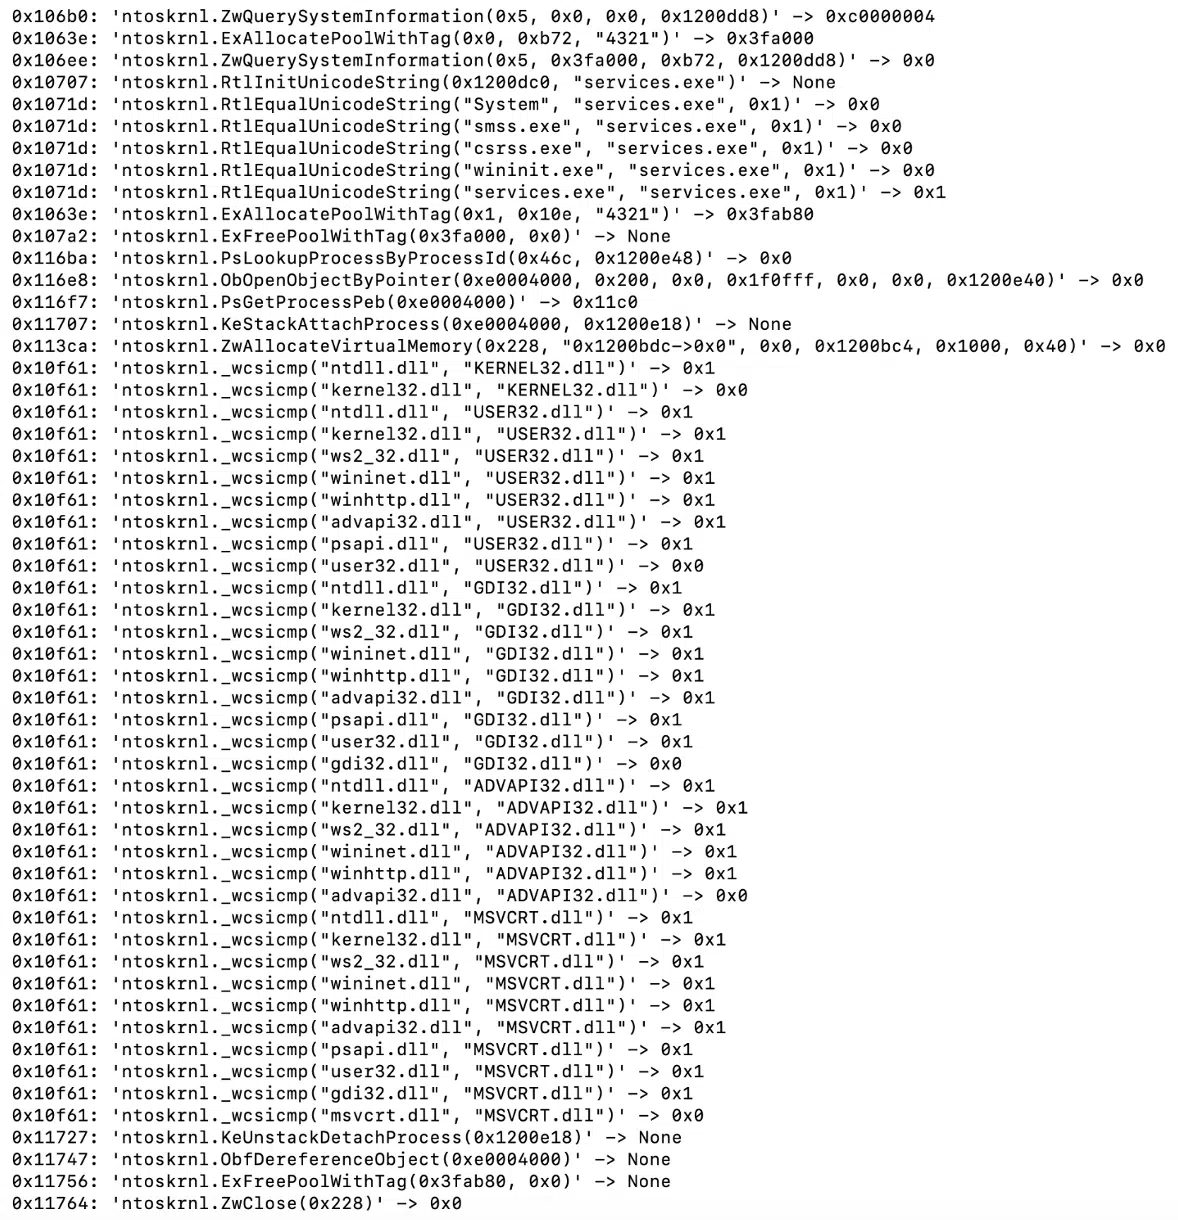 0x106b0: 'ntoskrnl.ZwQuerySystemInformation(0x5, 0x0, 0x0, 0x1200dd8)' -> 0xc0000004
0x1063e: 'ntoskrnl.ExAllocatePoolWithTag(0x0, 0xb72, "4321")' -> 0x3fa000
0x106ee: 'ntoskrnl.ZwQuerySystemInformation(0x5, 0x3fa000, 0xb72, 0x1200dd8)' -> 0x0
0x10707: 'ntoskrnl.RtlInitUnicodeString(0x1200dc0, "services.exe")' -> None
0x1071d: 'ntoskrnl.RtlEqualUnicodeString("System", "services.exe", 0x1)' -> 0x0
0x1071d: 'ntoskrnl.RtlEqualUnicodeString("smss.exe", "services.exe", 0x1)' -> 0x0
0x1071d: 'ntoskrnl.RtlEqualUnicodeString("csrss.exe", "services.exe", 0x1)' -> 0x0
0x1071d: 'ntoskrnl.RtlEqualUnicodeString("wininit.exe", "services.exe", 0x1)' -> 0x0
0x1071d: 'ntoskrnl.RtlEqualUnicodeString("services.exe", "services.exe", 0x1)' -> 0x1
0x1063e: 'ntoskrnl.ExAllocatePoolWithTag(0x1, 0x10e, "4321")' -> 0x3fab80
0x107a2: 'ntoskrnl.ExFreePoolWithTag(0x3fa000, 0x0)' -> None
0x116ba: 'ntoskrnl.PsLookupProcessByProcessId(0x46c, 0x1200e48)' -> 0x0
0x116e8: 'ntoskrnl.ObOpenObjectByPointer(0xe0004000, 0x200, 0x0, 0x1f0fff, 0x0, 0x0, 0x1200e40)' -> 0x0
0x116f7: 'ntoskrnl.PsGetProcessPeb(0xe0004000)' -> 0x11c0
0x11707: 'ntoskrnl.KeStackAttachProcess(0xe0004000, 0x1200e18)' -> None
0x113ca: 'ntoskrnl.ZwAllocateVirtualMemory(0x228, "0x1200bdc->0x0", 0x0, 0x1200bc4, 0x1000, 0x40)' -> 0x0
0x10f61: 'ntoskrnl._wcsicmp("ntdll.dll", "KERNEL32.dll")' -> 0x1
0x10f61: 'ntoskrnl._wcsicmp("kernel32.dll", "KERNEL32.dll")' -> 0x0
0x10f61: 'ntoskrnl._wcsicmp("ntdll.dll", "USER32.dll")' -> 0x1
0x10f61: 'ntoskrnl._wcsicmp("kernel32.dll", "USER32.dll")' -> 0x1
0x10f61: 'ntoskrnl._wcsicmp("ws2_32.dll", "USER32.dll")' -> 0x1
0x10f61: 'ntoskrnl._wcsicmp("wininet.dll", "USER32.dll")' -> 0x1
0x10f61: 'ntoskrnl._wcsicmp("winhttp.dll", "USER32.dll")' -> 0x1
0x10f61: 'ntoskrnl._wcsicmp("advapi32.dll", "USER32.dll")' -> 0x1
0x10f61: 'ntoskrnl._wcsicmp("psapi.dll", "USER32.dll")' -> 0x1
0x10f61: 'ntoskrnl._wcsicmp("user32.dll", "USER32.dll")' -> 0x0
0x10f61: 'ntoskrnl._wcsicmp("ntdll.dll", "GDI32.dll")' -> 0x1
0x10f61: 'ntoskrnl._wcsicmp("kernel32.dll", "GDI32.dll")' -> 0x1
0x10f61: 'ntoskrnl._wcsicmp("ws2_32.dll", "GDI32.dll")' -> 0x1
0x10f61: 'ntoskrnl._wcsicmp("wininet.dll", "GDI32.dll")' -> 0x1
0x10f61: 'ntoskrnl._wcsicmp("winhttp.dll", "GDI32.dll")' -> 0x1
0x10f61: 'ntoskrnl._wcsicmp("advapi32.dll", "GDI32.dll")' -> 0x1
0x10f61: 'ntoskrnl._wcsicmp("psapi.dll", "GDI32.dll")' -> 0x1
0x10f61: 'ntoskrnl._wcsicmp("user32.dll", "GDI32.dll")' -> 0x1
0x10f61: 'ntoskrnl._wcsicmp("gdi32.dll", "GDI32.dll")' -> 0x0
0x10f61: 'ntoskrnl._wcsicmp("ntdll.dll", "ADVAPI32.dll")' -> 0x1
0x10f61: 'ntoskrnl._wcsicmp("kernel32.dll", "ADVAPI32.dll")' -> 0x1
0x10f61: 'ntoskrnl._wcsicmp("ws2_32.dll", "ADVAPI32.dll")' -> 0x1
0x10f61: 'ntoskrnl._wcsicmp("wininet.dll", "ADVAPI32.dll")' -> 0x1
0x10f61: 'ntoskrnl._wcsicmp("winhttp.dll", "ADVAPI32.dll")' -> 0x1
0x10f61: 'ntoskrnl._wcsicmp("advapi32.dll", "ADVAPI32.dll")' -> 0x0
0x10f61: 'ntoskrnl._wcsicmp("ntdll.dll", "MSVCRT.dll")' -> 0x1
0x10f61: 'ntoskrnl._wcsicmp("kernel32.dll", "MSVCRT.dll")' -> 0x1
0x10f61: 'ntoskrnl._wcsicmp("ws2_32.dll", "MSVCRT.dll")' -> 0x1
0x10f61: 'ntoskrnl._wcsicmp("wininet.dll", "MSVCRT.dll")' -> 0x1
0x10f61: 'ntoskrnl._wcsicmp("winhttp.dll", "MSVCRT.dll")' -> 0x1
0x10f61: 'ntoskrnl._wcsicmp("advapi32.dll", "MSVCRT.dll")' -> 0x1
0x10f61: 'ntoskrnl._wcsicmp("psapi.dll", "MSVCRT.dll")' -> 0x1
0x10f61: 'ntoskrnl._wcsicmp("user32.dll", "MSVCRT.dll")' -> 0x1
0x10f61: 'ntoskrnl._wcsicmp("gdi32.dll", "MSVCRT.dll")' -> 0x1
0x10f61: 'ntoskrnl._wcsicmp("msvcrt.dll", "MSVCRT.dll")' -> 0x0
0x11727: 'ntoskrnl.KeUnstackDetachProcess(0x1200e18)' -> None
0x11747: 'ntoskrnl.ObfDereferenceObject(0xe0004000)' -> None
0x11756: 'ntoskrnl.ExFreePoolWithTag(0x3fab80, 0x0)' -> None
0x11764: 'ntoskrnl.ZwClose(0x228)' -> 0x0